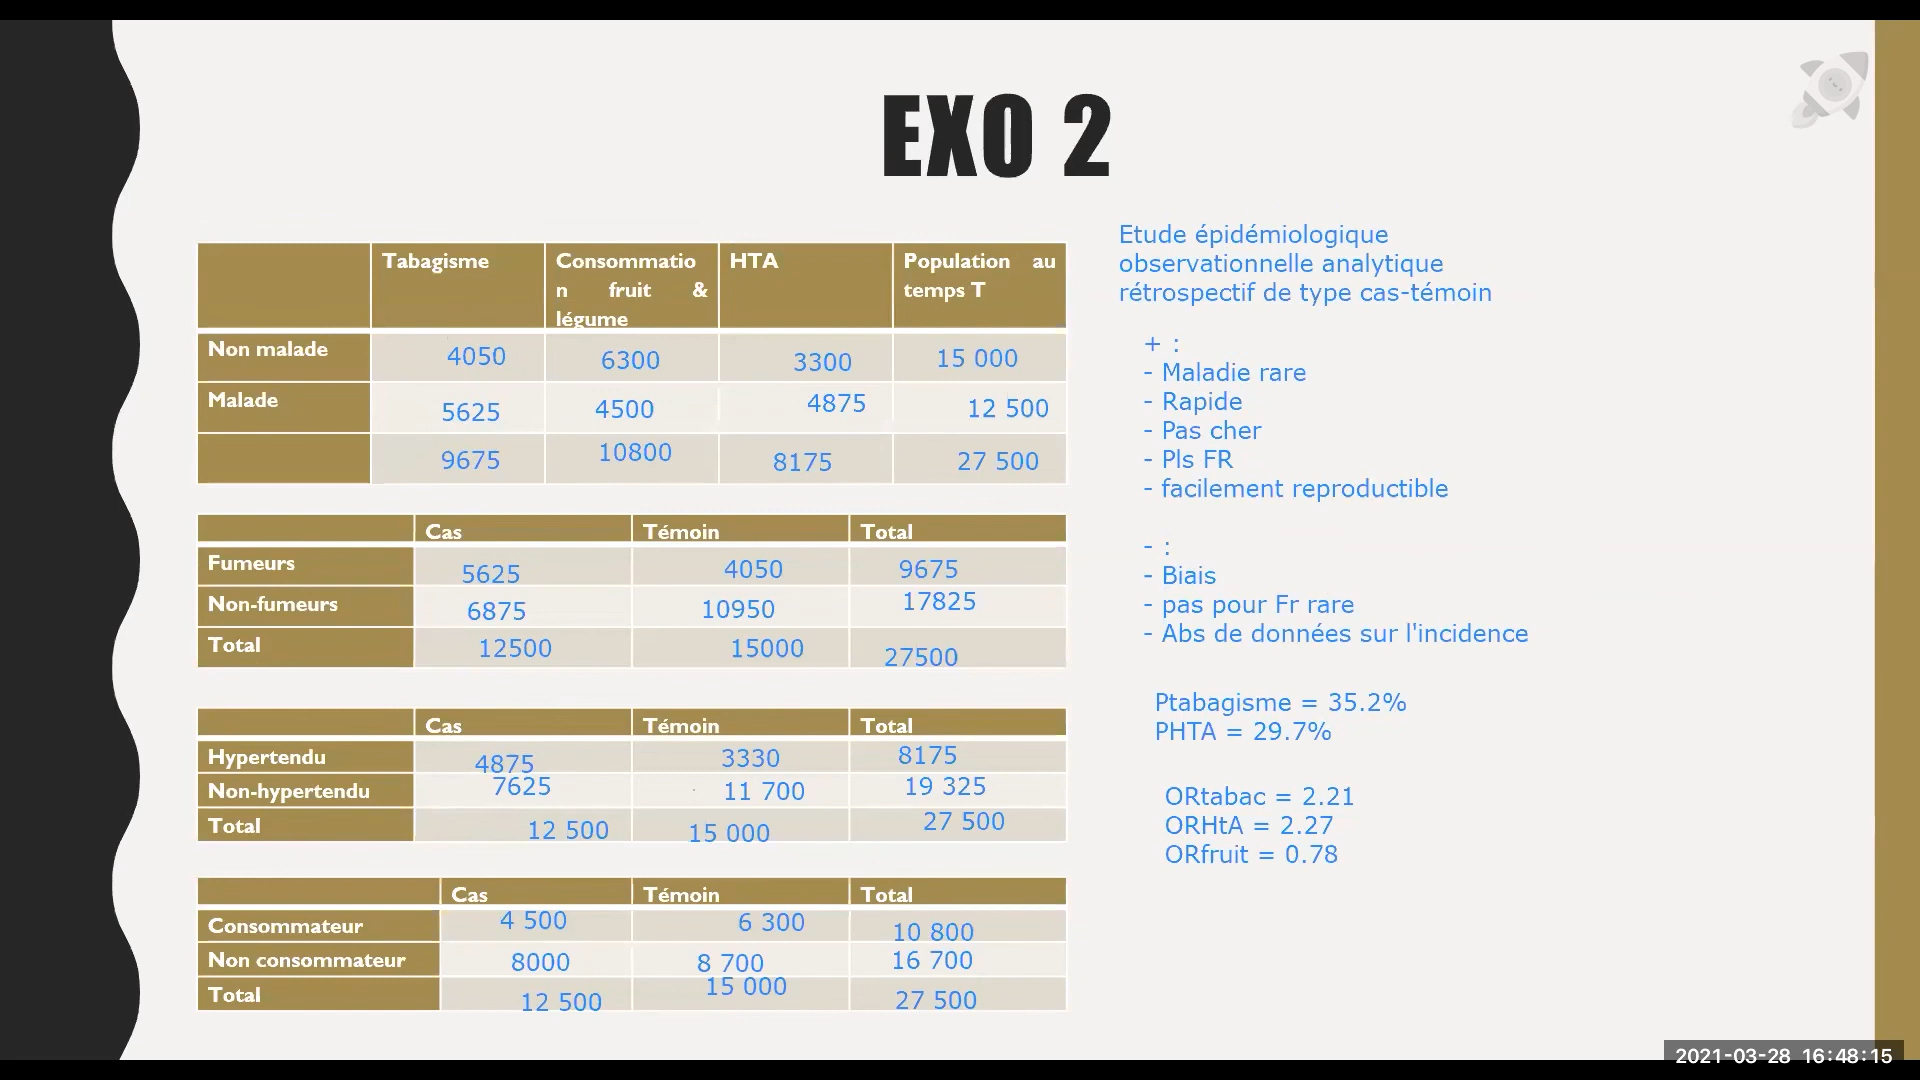 EXO 2
Tabagisme Consommatio HTA Population au
n fruit & temps T
légume
Non malade 4050 6300 3300 15 000
Malade 5625 4500 4875 12 500
9675 10800 8175 27 500
Cas Témoin Total
Fumeurs 5625 4050 9675
Non-fumeurs 6875 10950 17825
Total 12500 15000 27500
Cas Témoin Total
Hypertendu 4875 3330 8175
Non-hypertendu 7625 11 700 19 325
Total 12 500 15 000 27 500
Cas Témoin Total
Consommateur 4 500 6 300 10 800
Non consommateur 8000 8 700 16 700
Total 12 500 15 000 27 500
Etude épidémiologique
observationnelle analytique
rétrospectif de type cas-témoin
+ :
- Maladie rare
- Rapide
- Pas cher
- Pls FR
- facilement reproductible
- :
- Biais
- pas pour Fr rare
- Abs de données sur l'incidence
Ptabagisme = 35.2%
PHTA = 29.7%
ORtabac = 2.21
ORHtA = 2.27
ORfruit = 0.78
2021-03-28 16:48:15